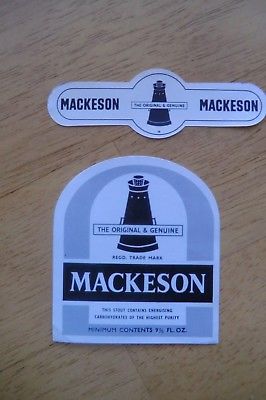 MACKESON THE ORIGINAL & GENUINE MACKESON
THE ORIGINAL & GENUINE
REGD. TRADE MARK
MACKESON
THIS STOUT CONTAINS ENERGISING
CARBOHYDRATES OF THE HIGHEST PURITY
MINIMUM CONTENTS 9⅔ FL. OZ.